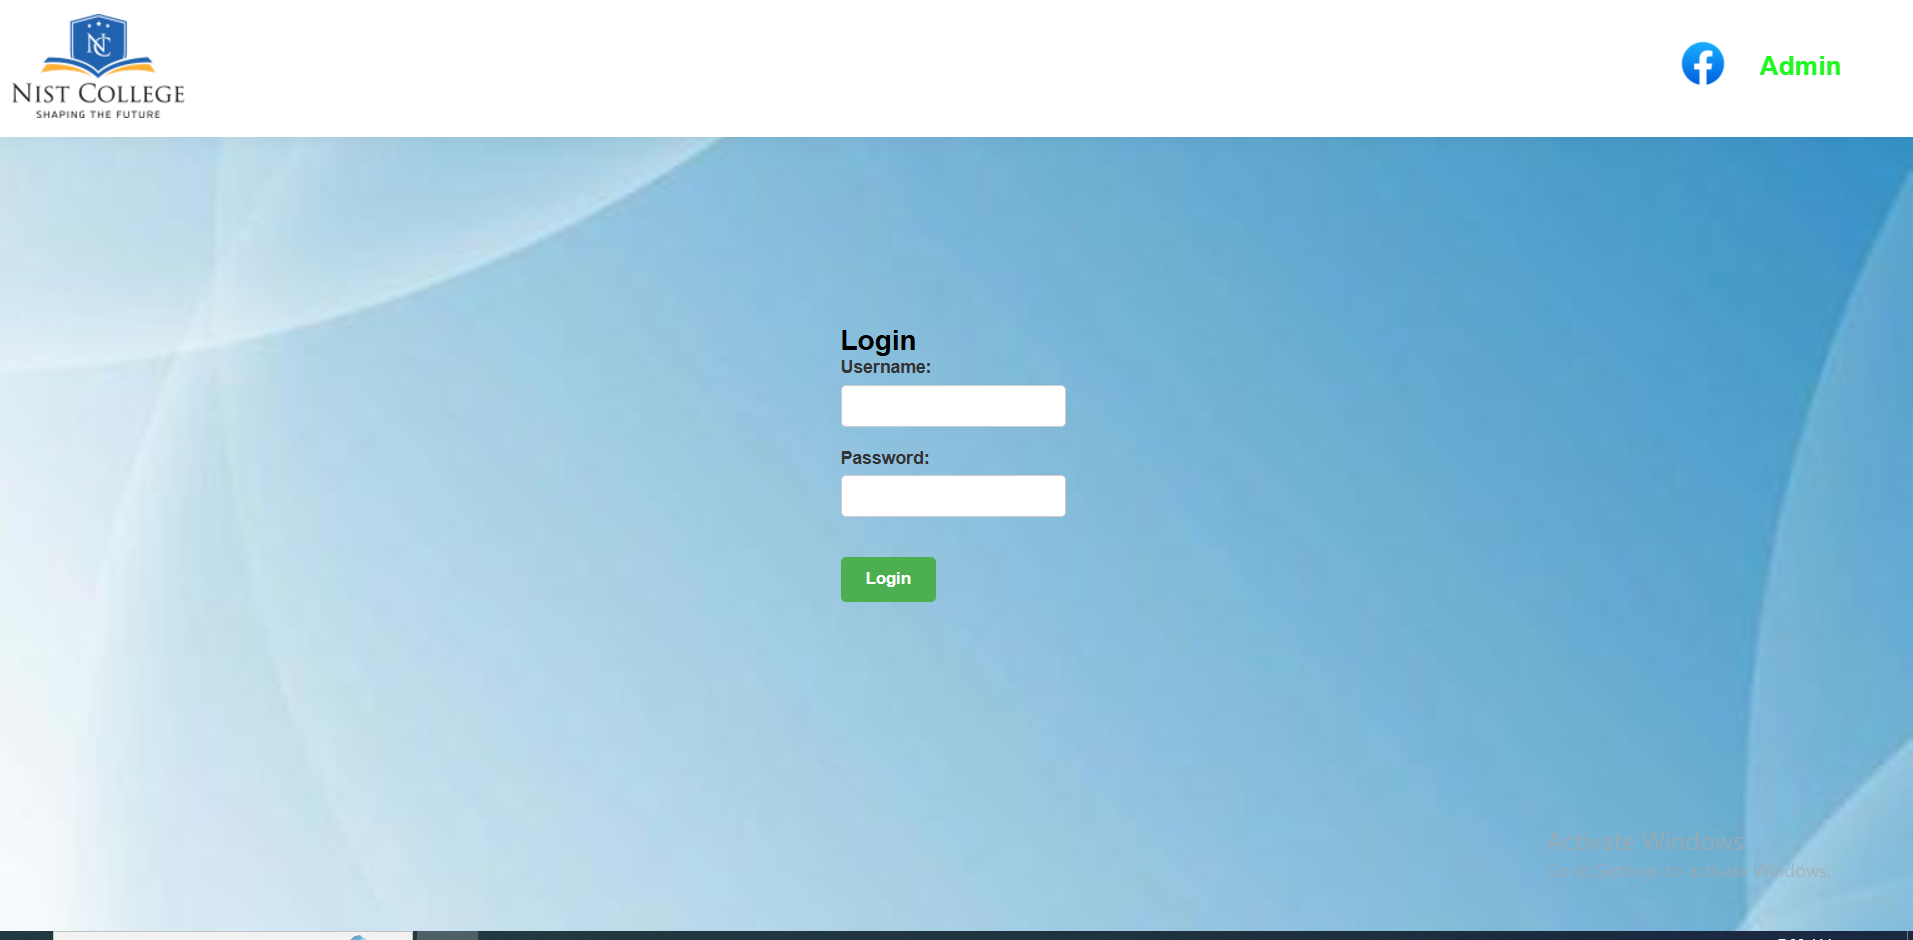 NC
NIST COLLEGE
SHAPING THE FUTURE
Admin
Login
Username:
Password:
Login
Activate Windows
Go to Settings to activate Windows.